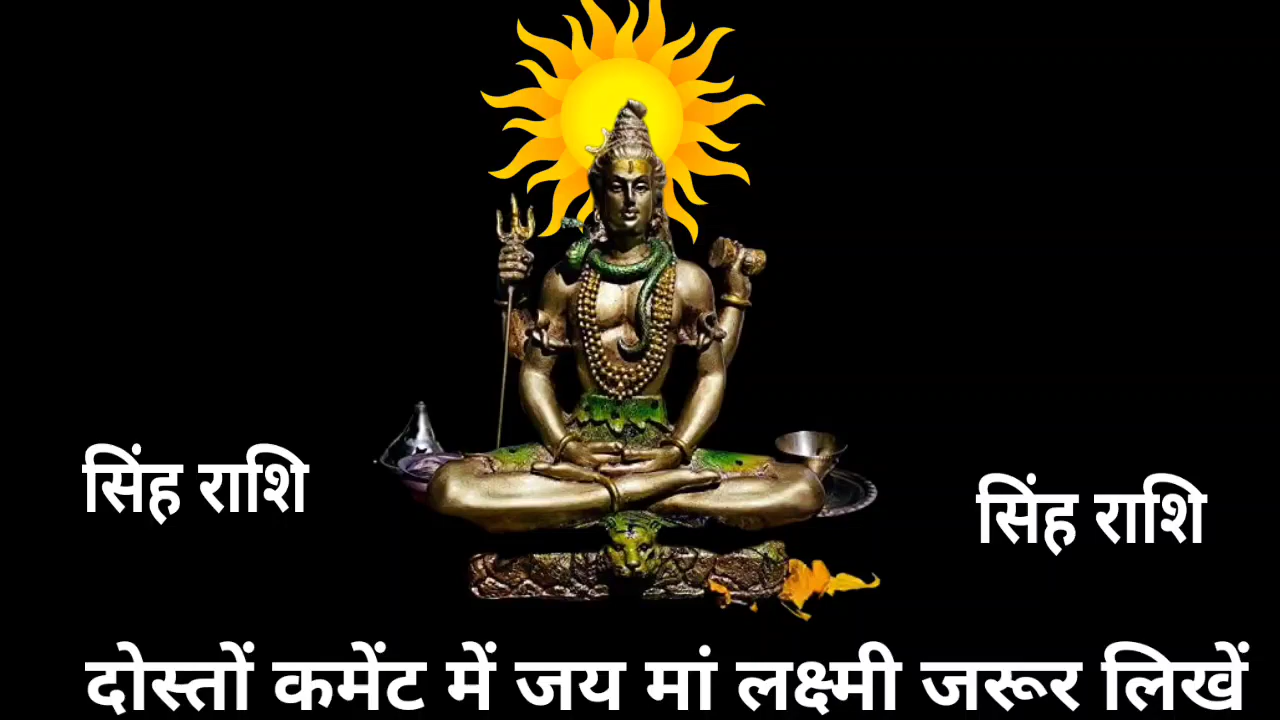 सिंह राशि
सिंह राशि
दोस्तों कमेंट में जय मां लक्ष्मी जरूर लिखें